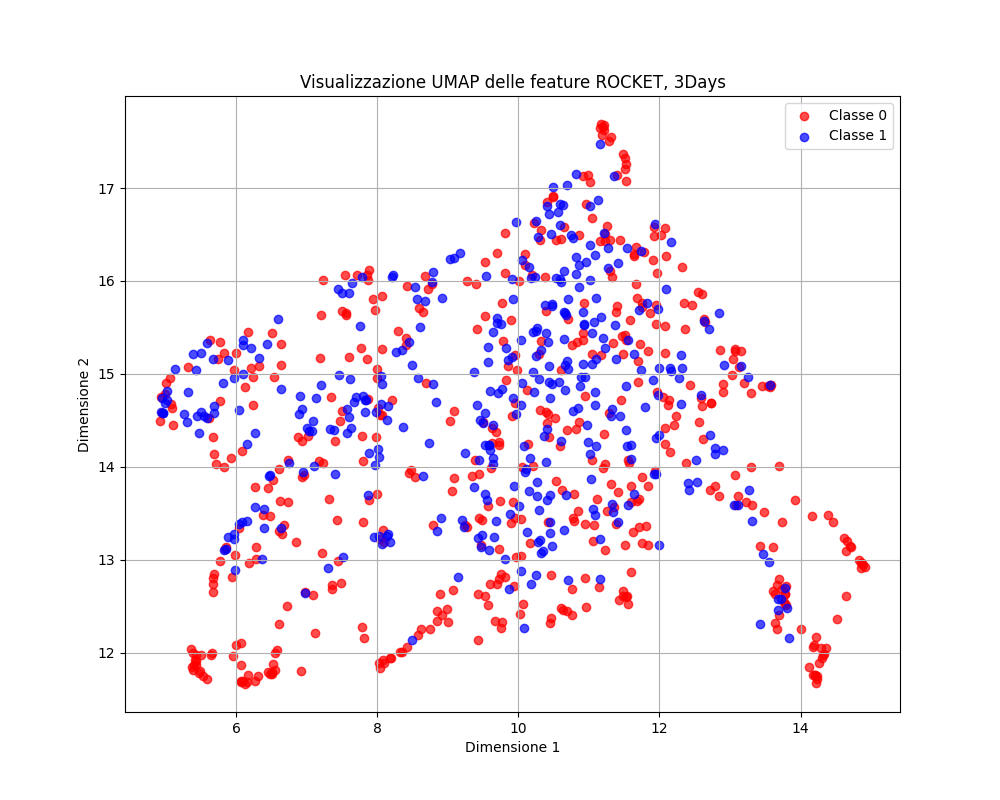 Visualizzazione UMAP delle feature ROCKET, 3Days
Classe 0
Classe 1
Dimensione 2
17
16
15
14
13
12
6 8 10 12 14
Dimensione 1